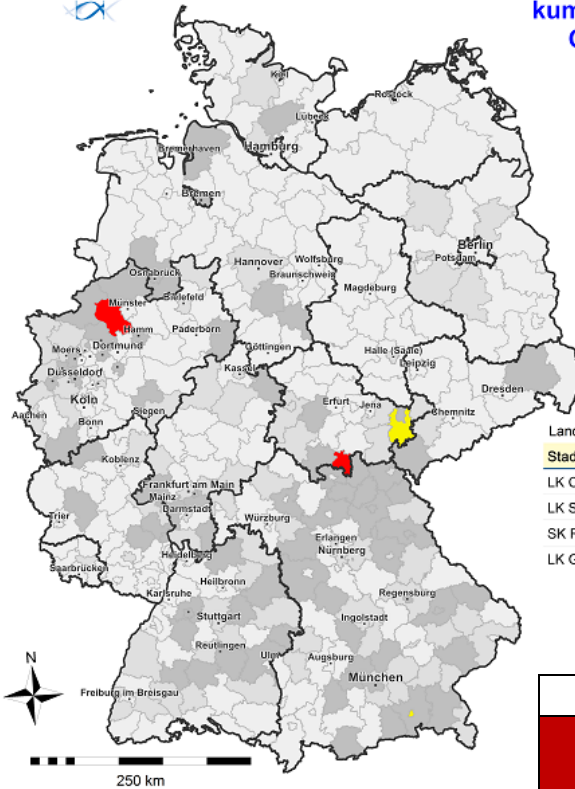 kum
Kiel
Rostock
Lübeck
Bremerhaven
Hamburg
Bremen
Berlin
Potsdam
Hannover
Wolfsburg
Braunschweig
Osnabrück
Magdeburg
Münster
Bielefeld
Hamm
Paderborn
Moers
Dortmund
Göttingen
Halle (Saale)
Leipzig
Düsseldorf
Kassel
Dresden
Köln
Erfurt
Jena
Chemnitz
Siegen
Aachen
Bonn
Land
Koblenz
Stad
LK C
Frankfurt am Main
Mainz
LK S
Darmstadt
Trier
Würzburg
SK F
Erlangen
Nürnberg
LK G
Heidelberg
Saarbrücken
Heilbronn
Karlsruhe
Regensburg
Stuttgart
Ingolstadt
Reutlingen
Ulm
Augsburg
N
München
Freiburg im Breisgau
250 km